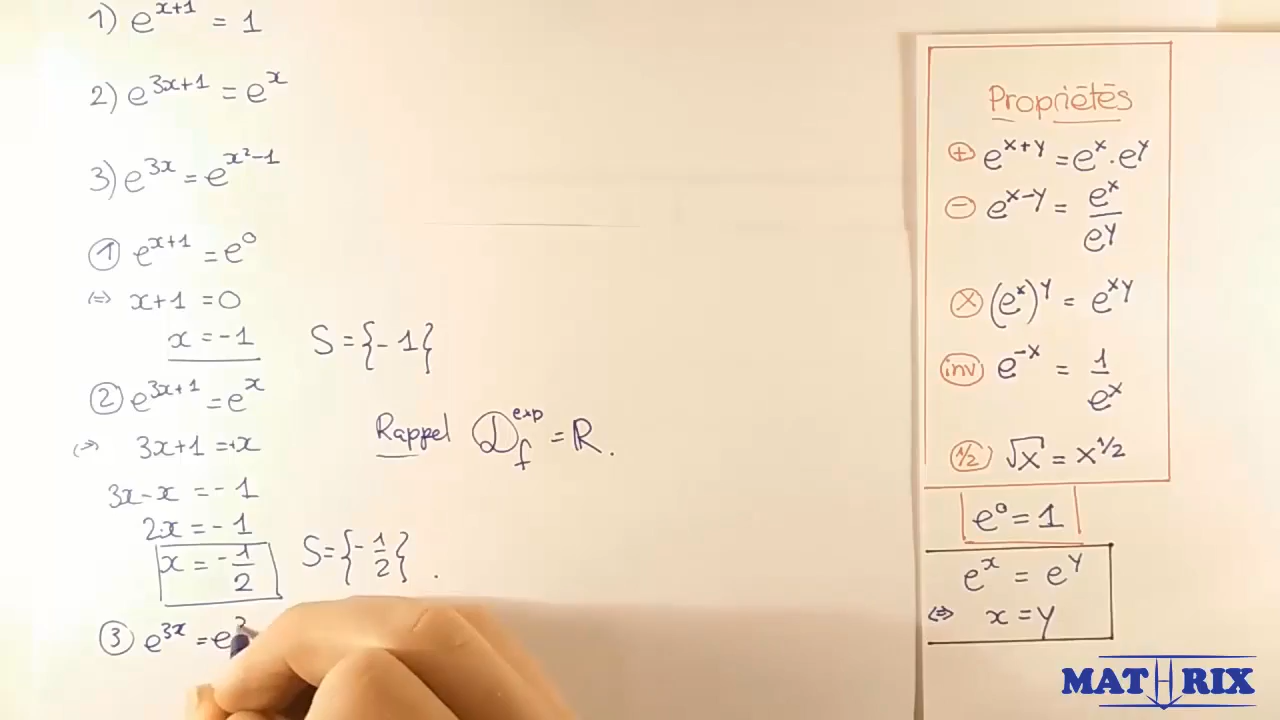 1) e^{x+1} = 1
2) e^{3x+1} = e^x
3) e^{3x} = e^{x²-1}
① e^{x+1} = e^0
(=) x+1 = 0
x = -1 S = {-1}
② e^{3x+1} = e^x
(=) 3x+1 = x
Rappel D_f^{exp} = ℝ.
3x-x = -1
2x = -1
x = -1/2 S = {-1/2}.
③ e^{3x} = e
Propriétés
+ e^{x+y} = e^x · e^y
- e^{x-y} = e^x/e^y
× (e^x)^y = e^{xy}
inv e^{-x} = 1/e^x
1/2 √x = x^{1/2}
e^0 = 1
e^x = e^y
⇔ x = y
MATHRIX